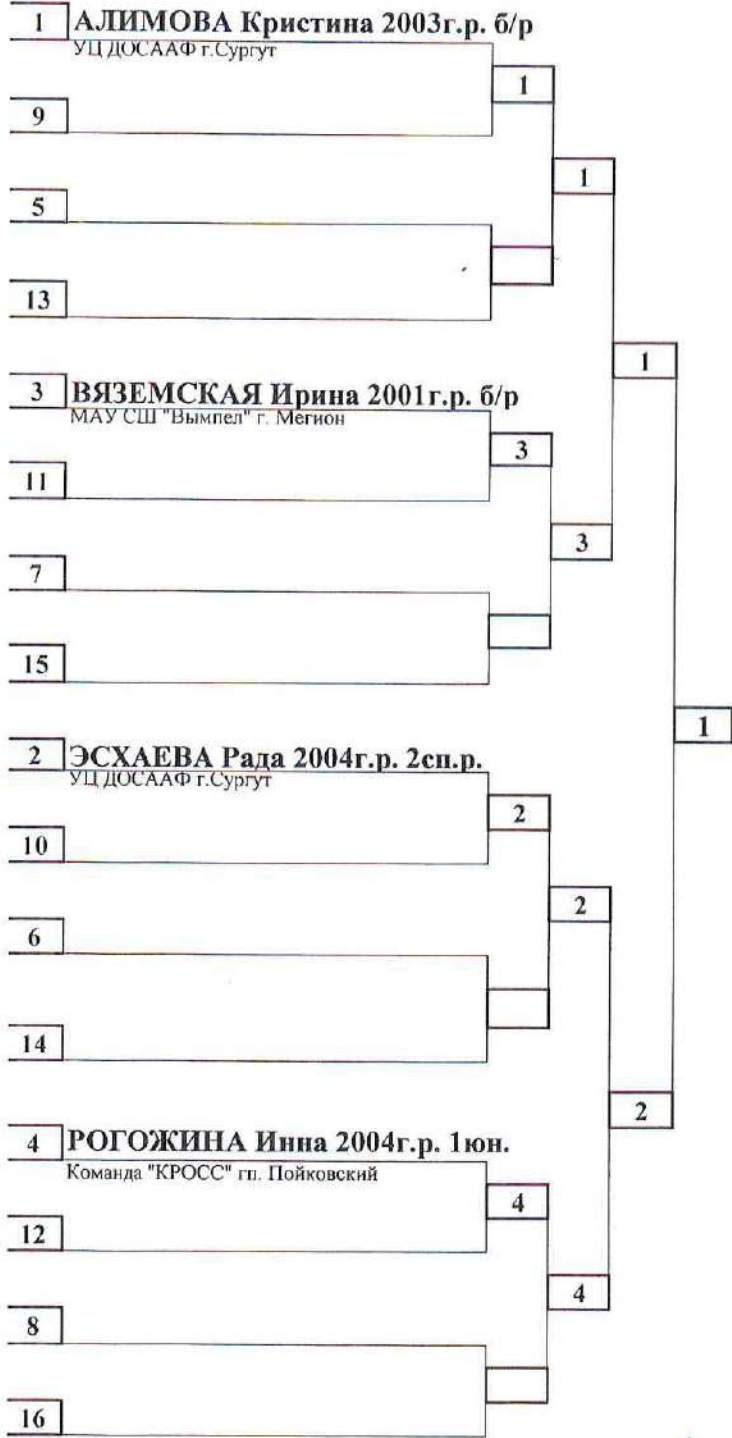 1 АЛИМОВА Кристина 2003г.р. б/р
УЦ ДОСААФ г.Сургут
1
9
1
5
13
1
3 ВЯЗЕМСКАЯ Ирина 2001г.р. б/р
МАУ СШ "Вымпел" г. Мегион
3
11
3
7
15
1
2 ЭСХАЕВА Рада 2004г.р. 2сп.р.
УЦ ДОСААФ г.Сургут
2
10
2
6
14
2
4 РОГОЖИНА Инна 2004г.р. 1юн.
Команда "КРОСС" гп. Пойковский
4
12
4
8
16